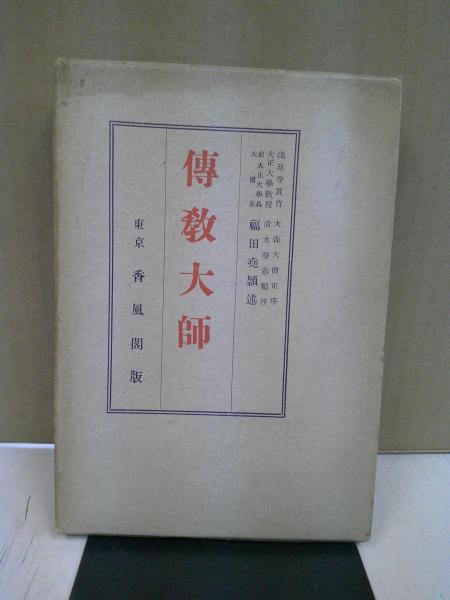 淺草寺貫首 大森大僧正序
大正大學教授 清水谷恭順序
前大正大學長
大僧正 福田堯頴述
傳教大師
東京 香風閣版